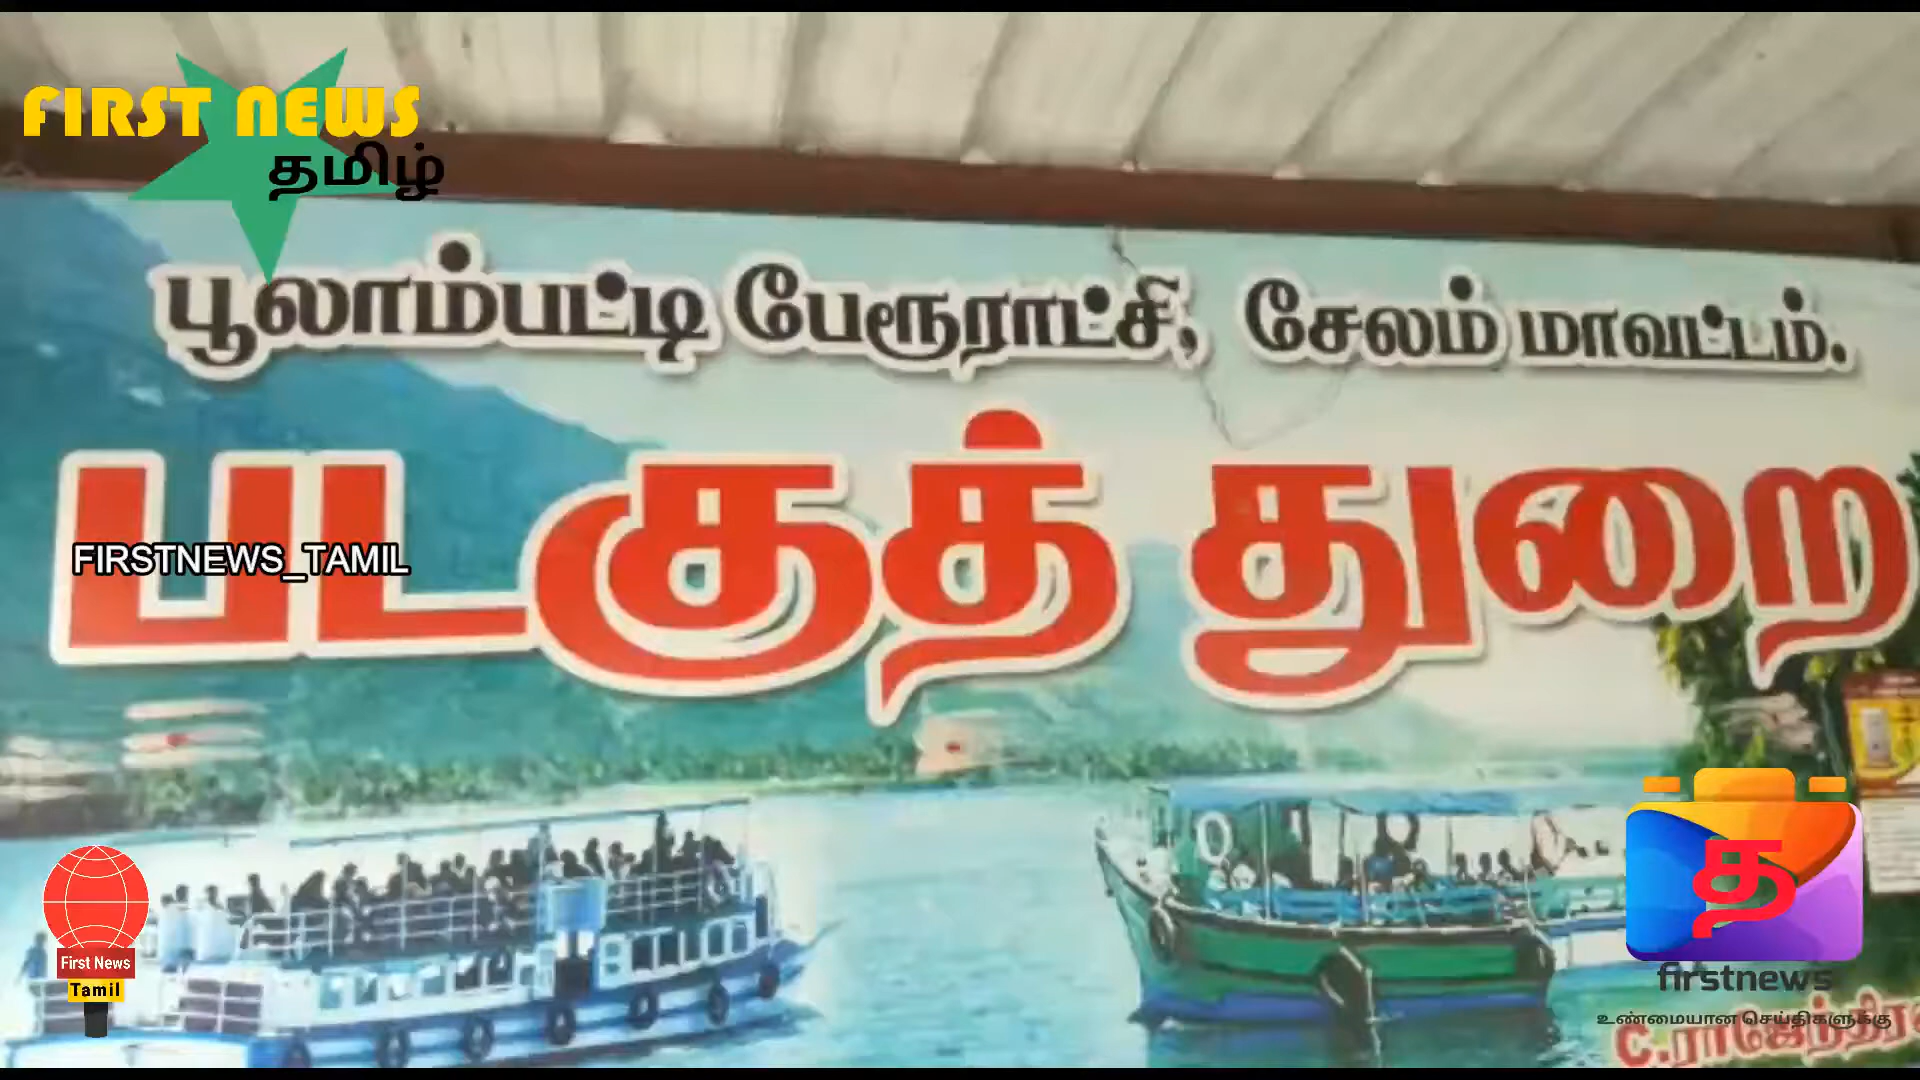 FIRST NEWS
தமிழ்
பூலாம்பட்டி பேரூராட்சி, சேலம் மாவட்டம்.
படகுத் துறை
FIRSTNEWS_TAMIL
First News
Tamil
த
firstnews
உண்மையான செய்திகளுக்கு